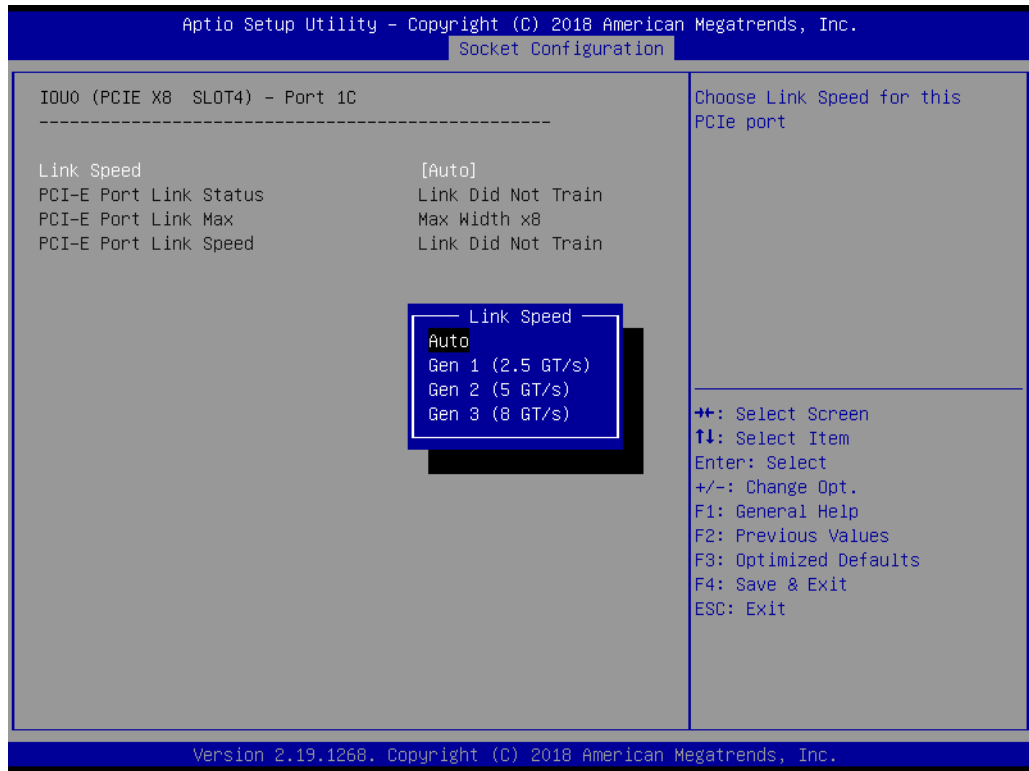 Aptio Setup Utility – Copyright (C) 2018 American Megatrends, Inc.
Socket Configuration
IOU0 (PCIE X8  SLOT4) – Port 1C
--------------------------------------------------
Link Speed [Auto]
PCI-E Port Link Status Link Did Not Train
PCI-E Port Link Max Max Width x8
PCI-E Port Link Speed Link Did Not Train
Link Speed
Auto
Gen 1 (2.5 GT/s)
Gen 2 (5 GT/s)
Gen 3 (8 GT/s)
Choose Link Speed for this
PCIe port
→←: Select Screen
↑↓: Select Item
Enter: Select
+/-: Change Opt.
F1: General Help
F2: Previous Values
F3: Optimized Defaults
F4: Save & Exit
ESC: Exit
Version 2.19.1268. Copyright (C) 2018 American Megatrends, Inc.